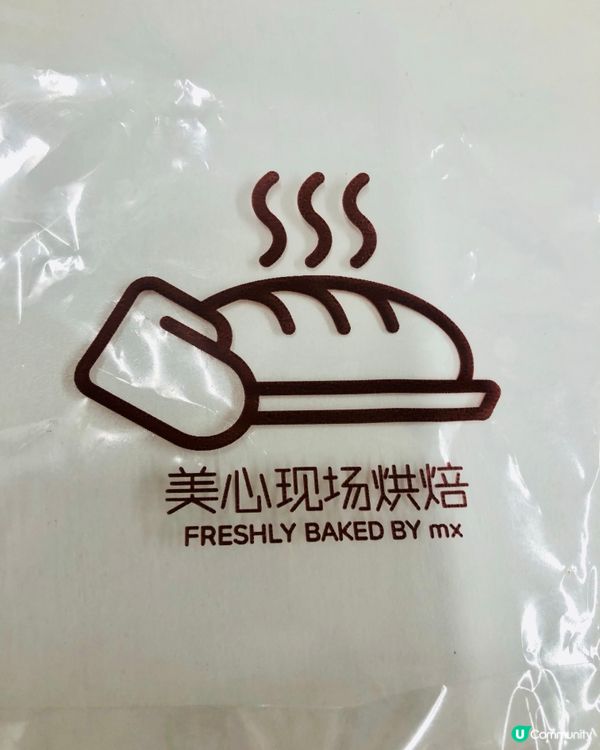 美心现场烘焙
FRESHLY BAKED BY mx
U Community